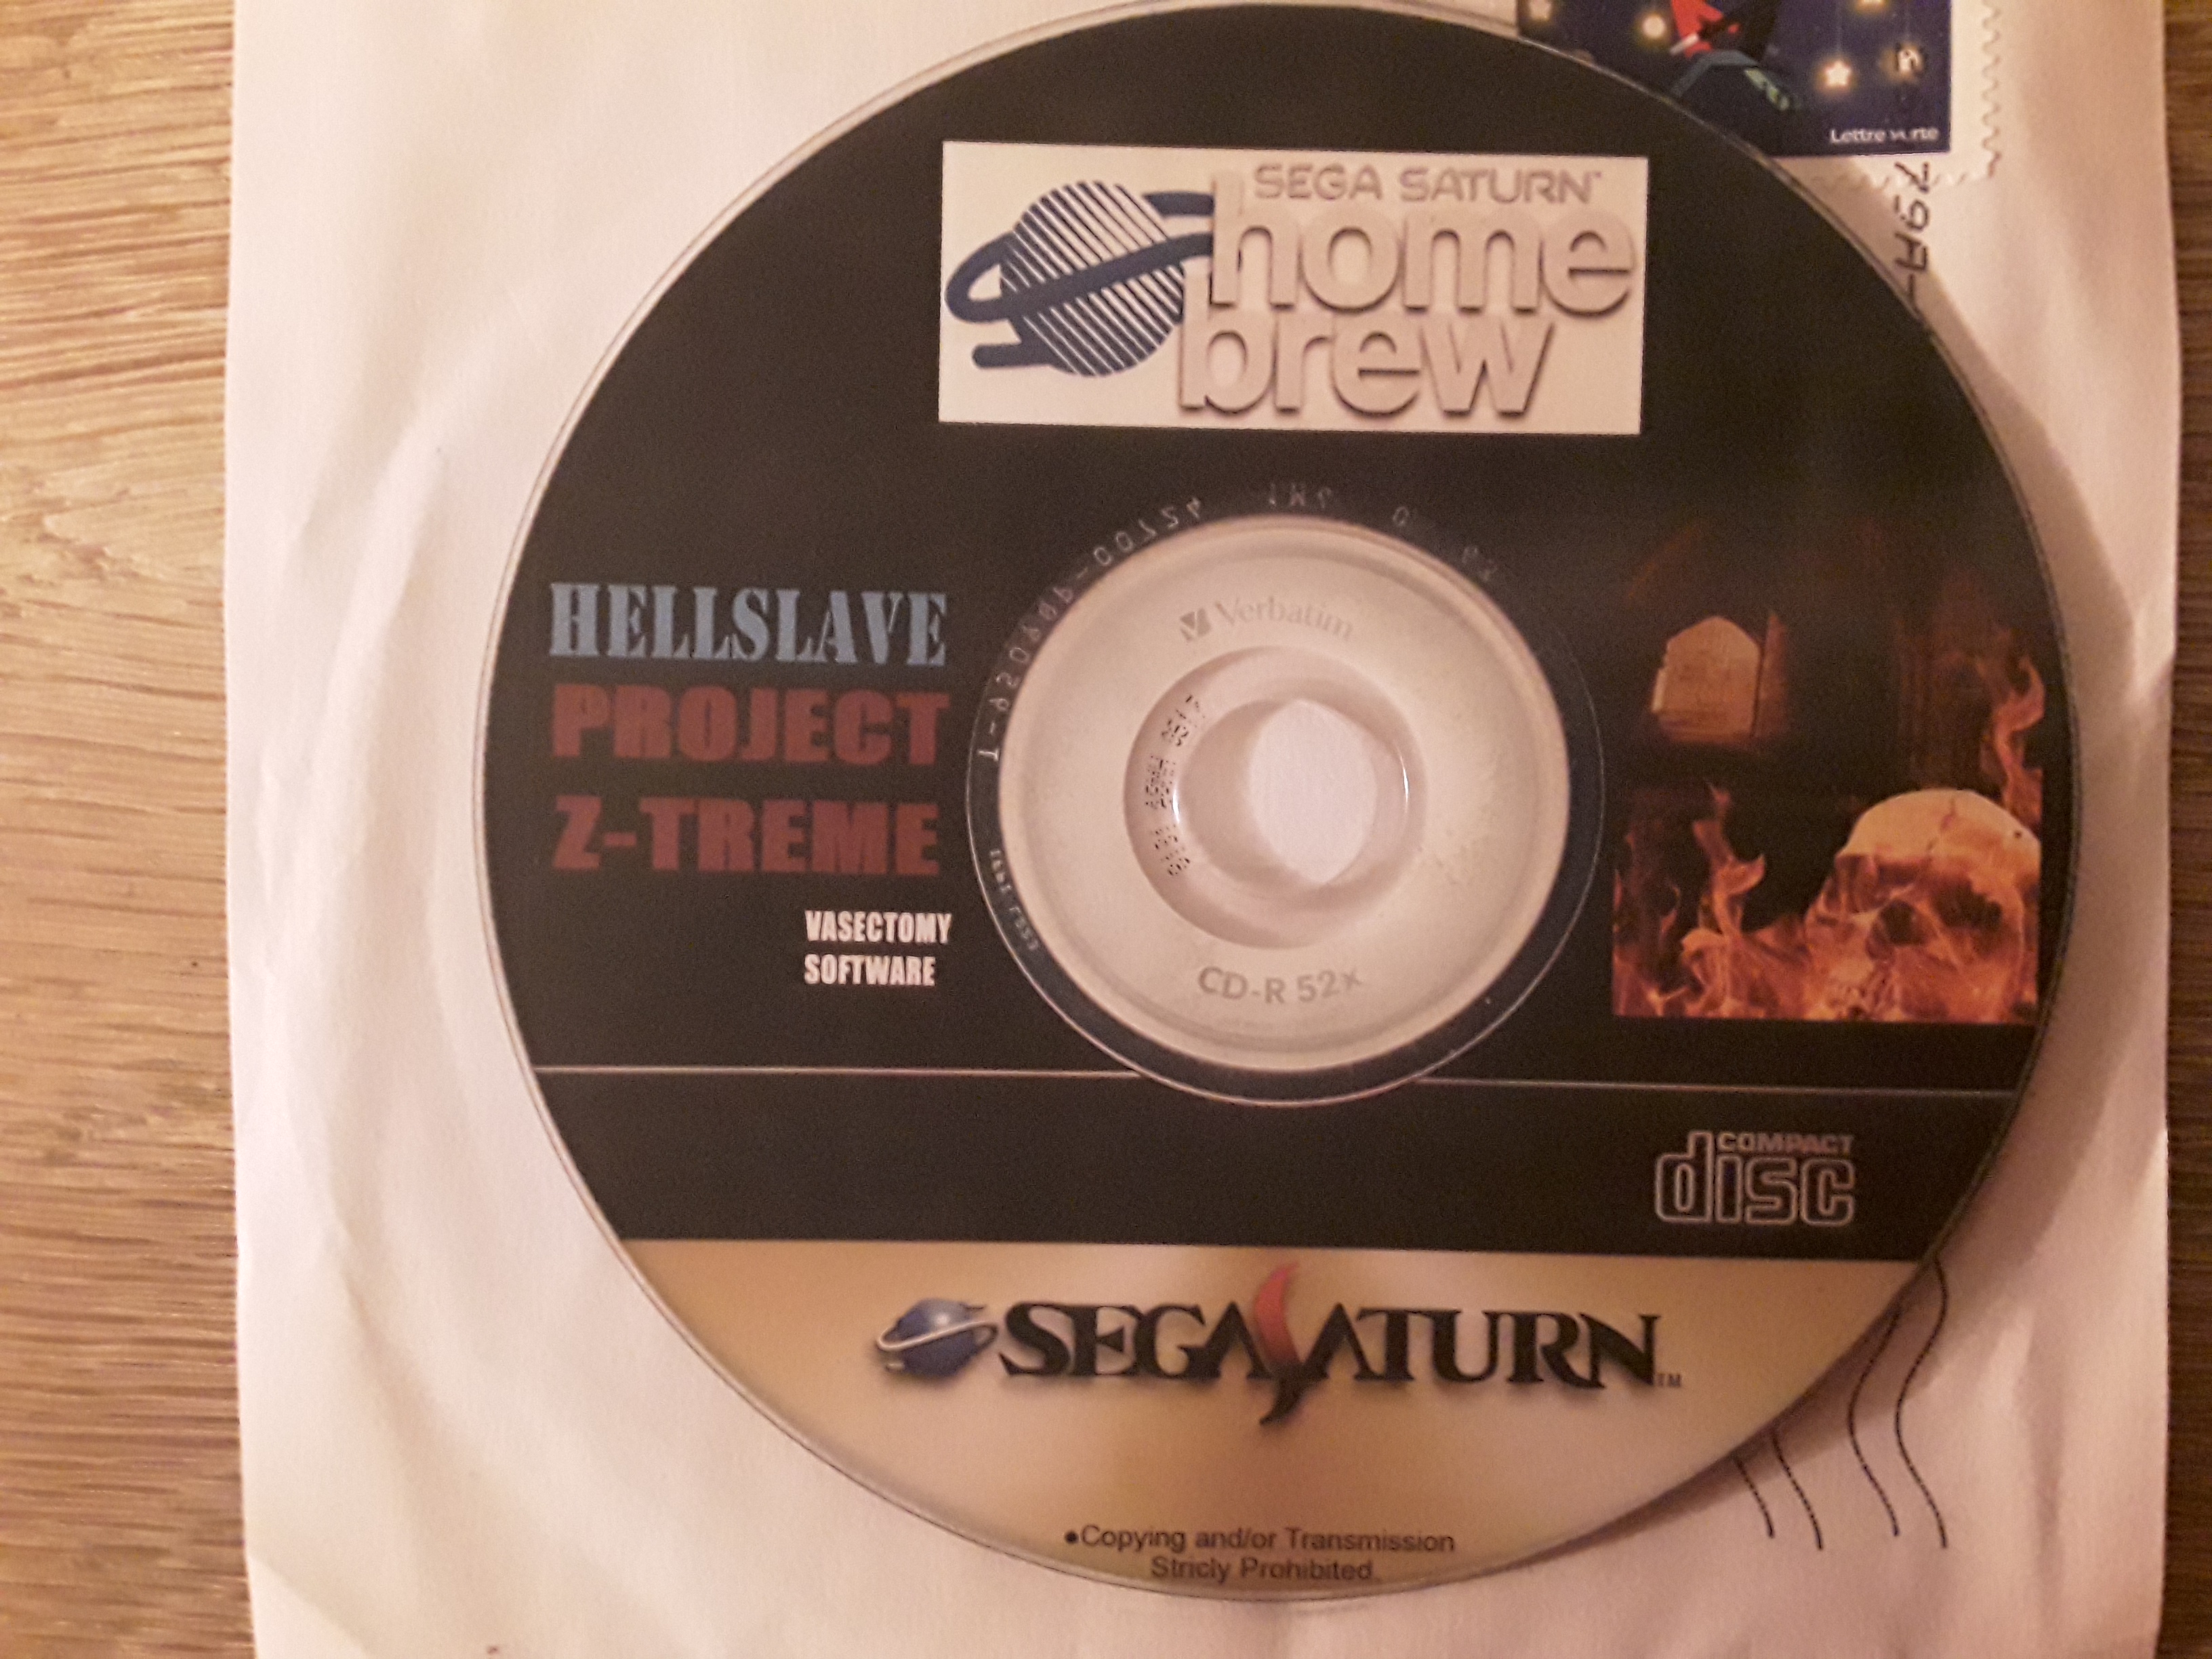 Lettre verte
SEGA SATURN
home
brew
HELLSLAVE
PROJECT
Z-TREME
VASECTOMY
SOFTWARE
Verbatim
CD-R 52x
COMPACT
disc
SEGA SATURN TM
•Copying and/or Transmission
Stricly Prohibited.